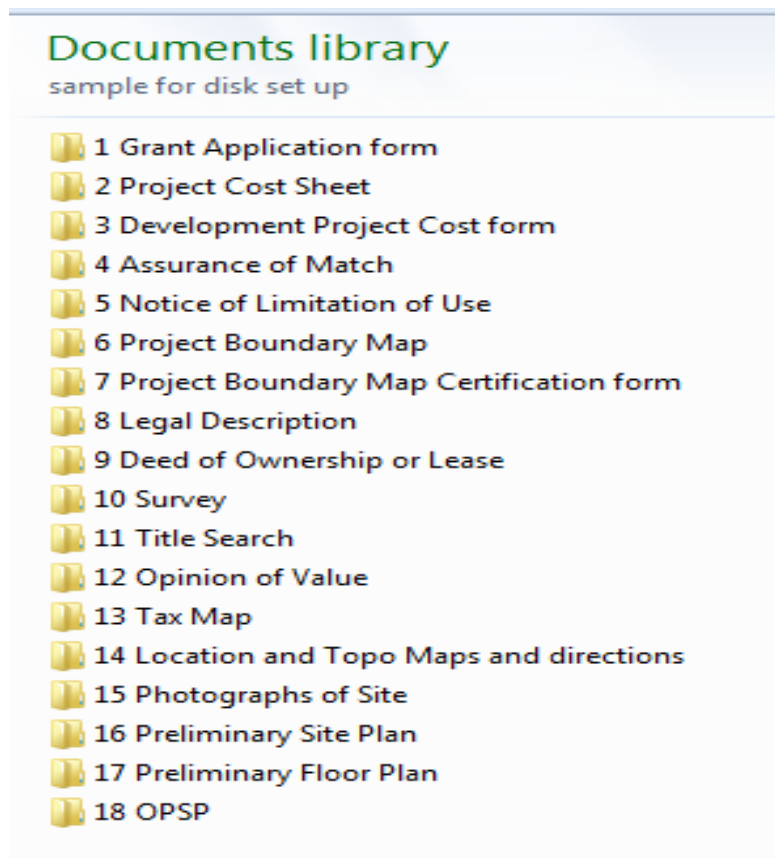 Documents library
sample for disk set up
1 Grant Application form
2 Project Cost Sheet
3 Development Project Cost form
4 Assurance of Match
5 Notice of Limitation of Use
6 Project Boundary Map
7 Project Boundary Map Certification form
8 Legal Description
9 Deed of Ownership or Lease
10 Survey
11 Title Search
12 Opinion of Value
13 Tax Map
14 Location and Topo Maps and directions
15 Photographs of Site
16 Preliminary Site Plan
17 Preliminary Floor Plan
18 OPSP